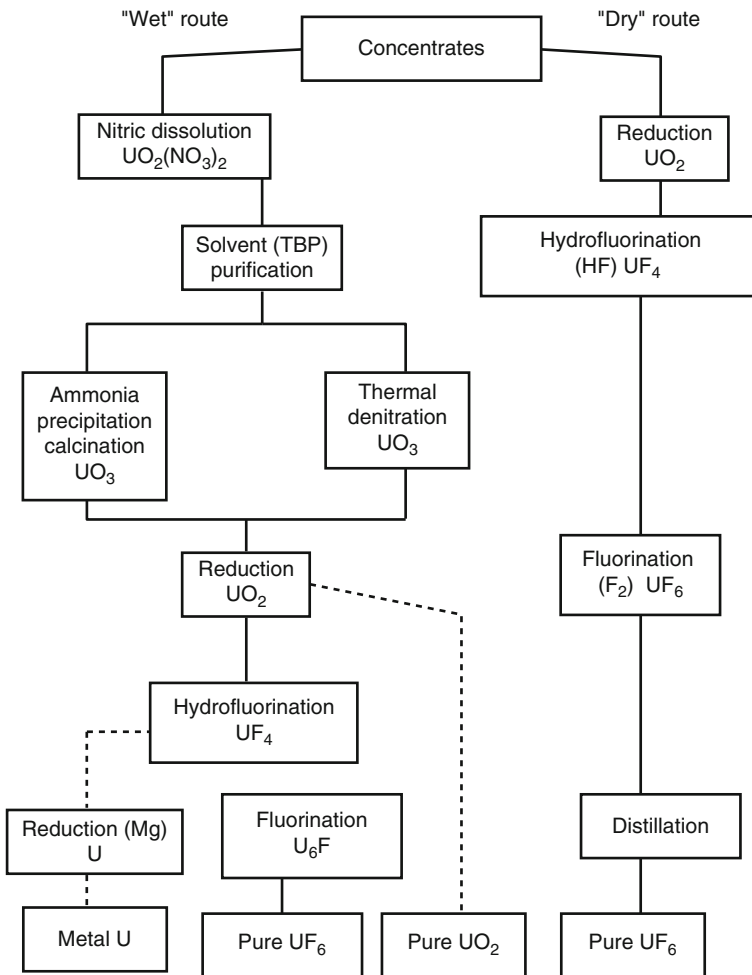 "Wet" route
"Dry" route
Concentrates
Nitric dissolution
UO₂(NO₃)₂
Reduction
UO₂
Solvent (TBP)
purification
Hydrofluorination
(HF) UF₄
Ammonia
precipitation
calcination
UO₃
Thermal
denitration
UO₃
Reduction
UO₂
Fluorination
(F₂) UF₆
Hydrofluorination
UF₄
Reduction (Mg)
U
Fluorination
U₆F
Distillation
Metal U
Pure UF₆
Pure UO₂
Pure UF₆